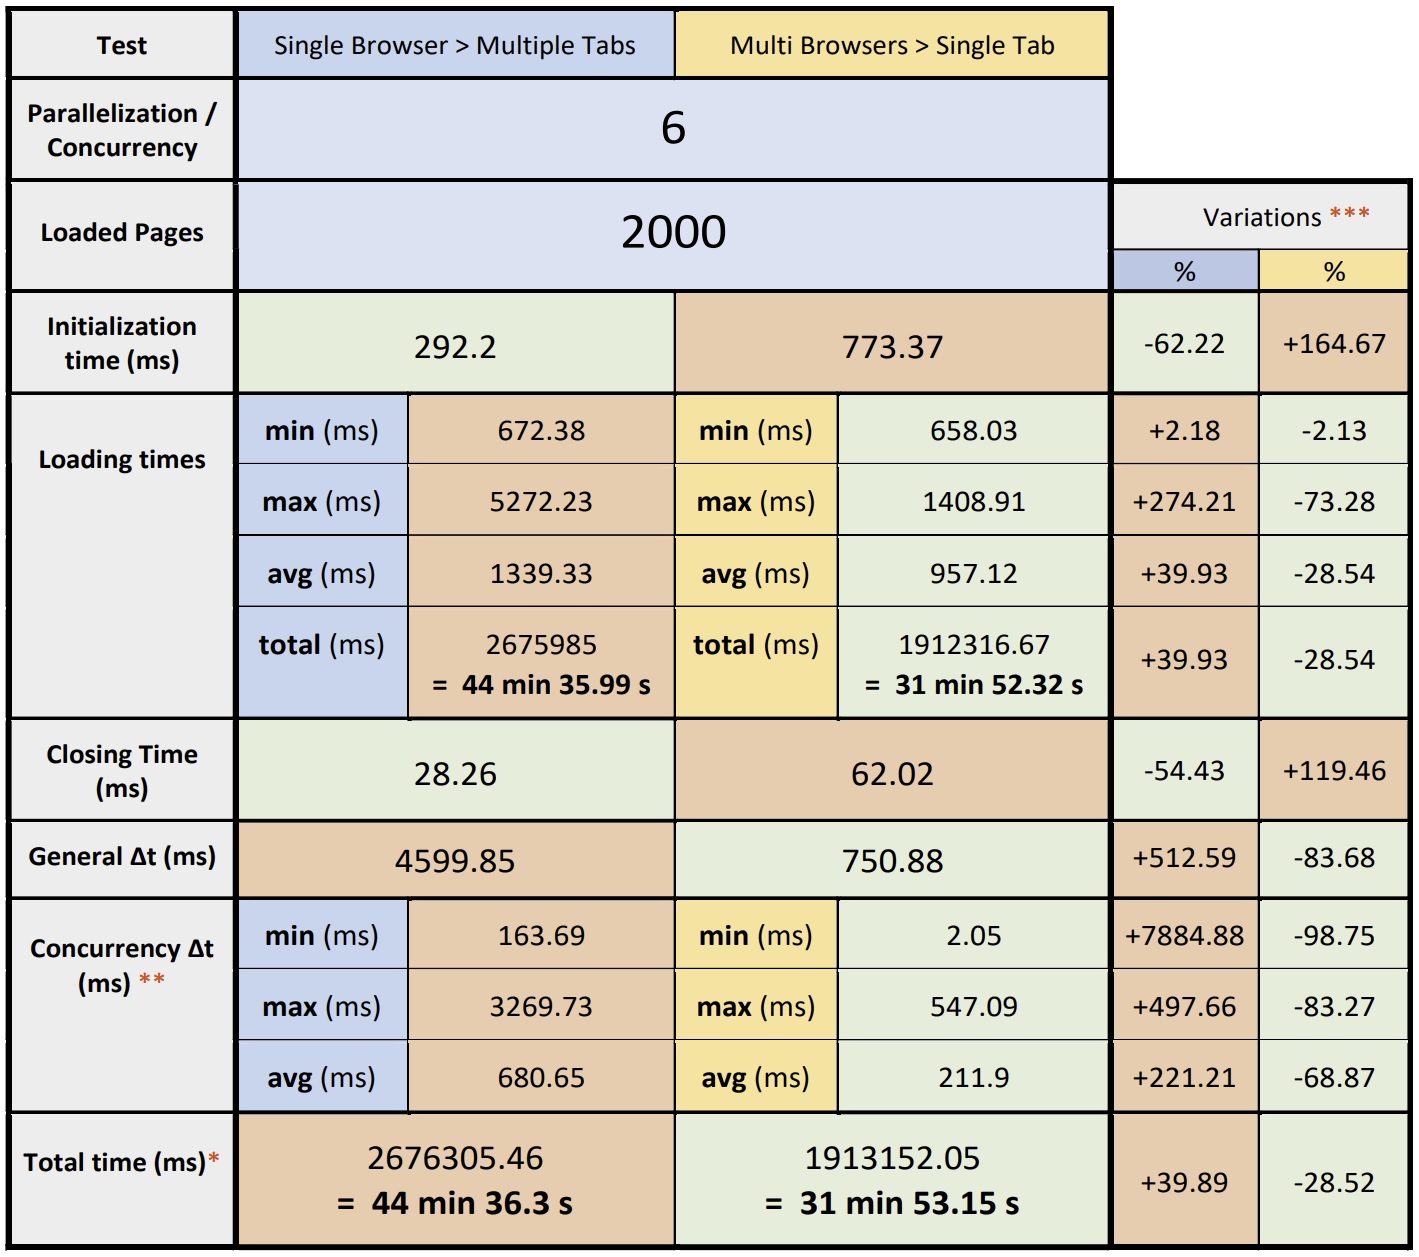 Test Single Browser > Multiple Tabs Multi Browsers > Single Tab
Parallelization /
Concurrency
6
Loaded Pages 2000 Variations ***
% %
Initialization
time (ms)
292.2 773.37 -62.22 +164.67
Loading times
min (ms) 672.38 min (ms) 658.03 +2.18 -2.13
max (ms) 5272.23 max (ms) 1408.91 +274.21 -73.28
avg (ms) 1339.33 avg (ms) 957.12 +39.93 -28.54
total (ms) 2675985 total (ms) 1912316.67 +39.93 -28.54
= 44 min 35.99 s = 31 min 52.32 s
Closing Time
(ms)
28.26 62.02 -54.43 +119.46
General Δt (ms) 4599.85 750.88 +512.59 -83.68
Concurrency Δt
(ms) **
min (ms) 163.69 min (ms) 2.05 +7884.88 -98.75
max (ms) 3269.73 max (ms) 547.09 +497.66 -83.27
avg (ms) 680.65 avg (ms) 211.9 +221.21 -68.87
Total time (ms)* 2676305.46 1913152.05 +39.89 -28.52
= 44 min 36.3 s = 31 min 53.15 s